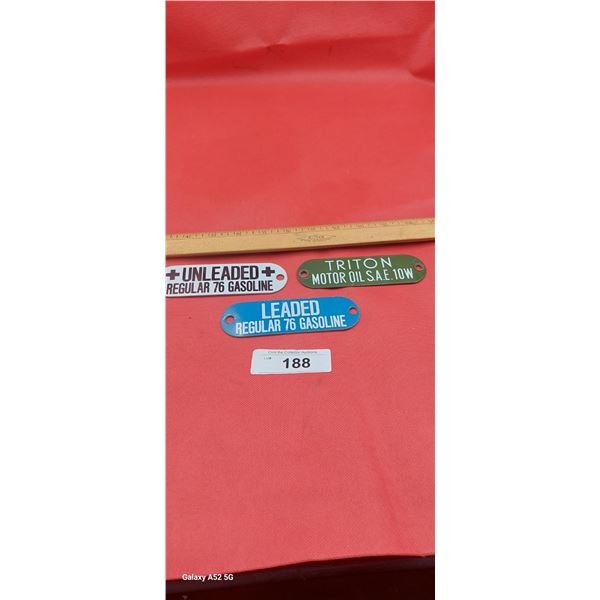 + UNLEADED +
REGULAR 76 GASOLINE
TRITON
MOTOR OIL S.A.E. 10W
LEADED
REGULAR 76 GASOLINE
188
Galaxy A52 5G